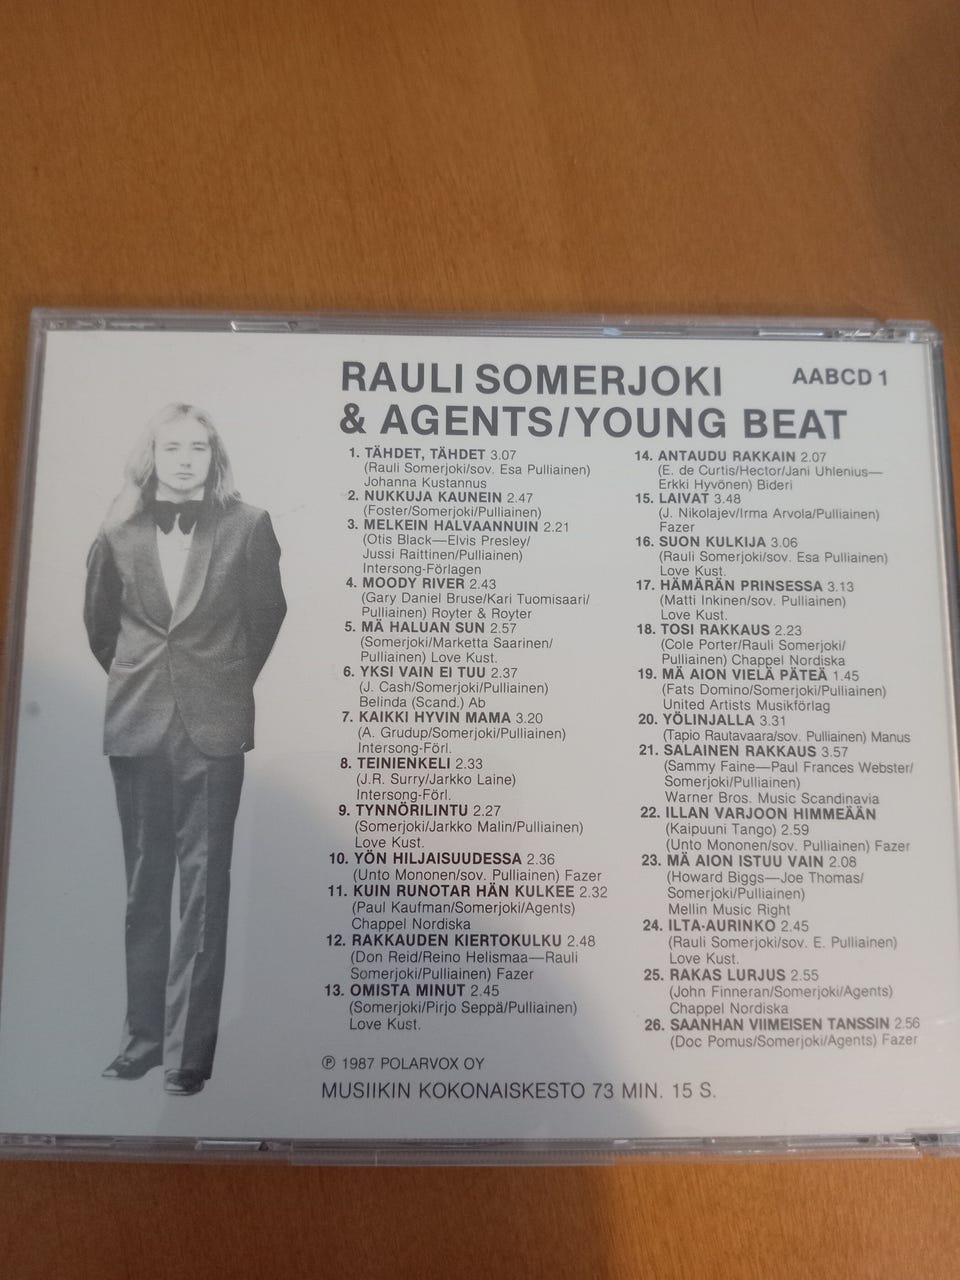 RAULI SOMERJOKI
& AGENTS/YOUNG BEAT
AABCD 1
1. TÄHDET, TÄHDET 3.07
(Rauli Somerjoki/sov. Esa Pulliainen)
Johanna Kustannus
2. NUKKUJA KAUNEIN 2.47
(Foster/Somerjoki/Pulliainen)
3. MELKEIN HALVAANNUIN 2.21
(Otis Black—Elvis Presley/
Jussi Raittinen/Pulliainen)
Intersong-Förlagen
4. MOODY RIVER 2.43
(Gary Daniel Bruse/Kari Tuomisaari/
Pulliainen) Royter & Royter
5. MÄ HALUAN SUN 2.57
(Somerjoki/Marketta Saarinen/
Pulliainen) Love Kust.
6. YKSI VAIN EI TUU 2.37
(J. Cash/Somerjoki/Pulliainen)
Belinda (Scand.) Ab
7. KAIKKI HYVIN MAMA 3.20
(A. Grudup/Somerjoki/Pulliainen)
Intersong-Förl.
8. TEINIENKELI 2.33
(J.R. Surry/Jarkko Laine)
Intersong-Förl.
9. TYNNÖRILINTU 2.27
(Somerjoki/Jarkko Malin/Pulliainen)
Love Kust.
10. YÖN HILJAISUUDESSA 2.36
(Unto Mononen/sov. Pulliainen) Fazer
11. KUIN RUNOTAR HÄN KULKEE 2.32
(Paul Kaufman/Somerjoki/Agents)
Chappel Nordiska
12. RAKKAUDEN KIERTOKULKU 2.48
(Don Reid/Reino Helismaa—Rauli
Somerjoki/Pulliainen) Fazer
13. OMISTA MINUT 2.45
(Somerjoki/Pirjo Seppä/Pulliainen)
Love Kust.
14. ANTAUDU RAKKAIN 2.07
(E. de Curtis/Hector/Jani Uhlenius—
Erkki Hyvönen) Bideri
15. LAIVAT 3.48
(J. Nikolajev/Irma Arvola/Pulliainen)
Fazer
16. SUON KULKIJA 3.06
(Rauli Somerjoki/sov. Esa Pulliainen)
Love Kust.
17. HÄMÄRÄN PRINSESSA 3.13
(Matti Inkinen/sov. Pulliainen)
Love Kust.
18. TOSI RAKKAUS 2.23
(Cole Porter/Rauli Somerjoki/
Pulliainen) Chappel Nordiska
19. MÄ AION VIELÄ PÄTEÄ 1.45
(Fats Domino/Somerjoki/Pulliainen)
United Artists Musikförlag
20. YÖLINJALLA 3.31
(Tapio Rautavaara/sov. Pulliainen) Manus
21. SALAINEN RAKKAUS 3.57
(Sammy Faine—Paul Frances Webster/
Somerjoki/Pulliainen)
Warner Bros. Music Scandinavia
22. ILLAN VARJOON HIMMEÄÄN
(Kaipuuni Tango) 2.59
(Unto Mononen/sov. Pulliainen) Fazer
23. MÄ AION ISTUU VAIN 2.08
(Howard Biggs—Joe Thomas/
Somerjoki/Pulliainen)
Mellin Music Right
24. ILTA-AURINKO 2.45
(Rauli Somerjoki/sov. E. Pulliainen)
Love Kust.
25. RAKAS LURJUS 2.55
(John Finneran/Somerjoki/Agents)
Chappel Nordiska
26. SAANHAN VIIMEISEN TANSSIN 2.56
(Doc Pomus/Somerjoki/Agents) Fazer
℗ 1987 POLARVOX OY
MUSIIKIN KOKONAISKESTO 73 MIN. 15 S.